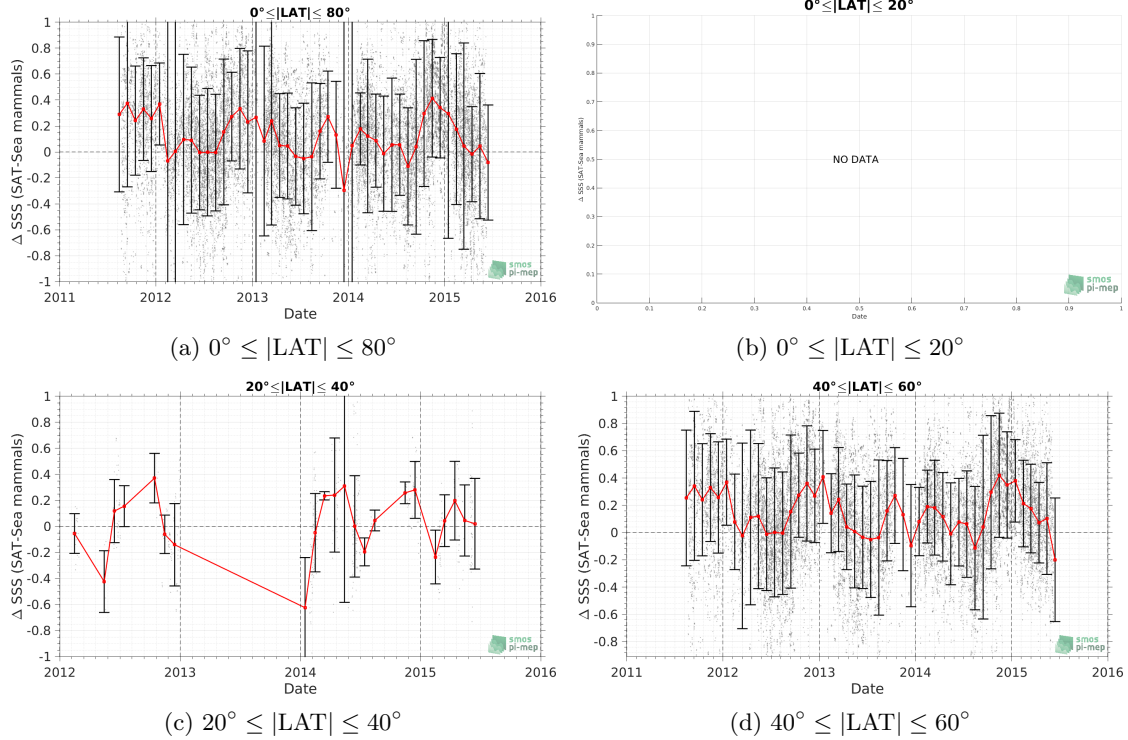 0°≤|LAT|≤ 80°
Δ SSS (SAT-Sea mammals)
1
0.8
0.6
0.4
0.2
0
-0.2
-0.4
-0.6
-0.8
-1
2011 2012 2013 2014 2015 2016
Date
smos
pi-mep
(a) 0° ≤ |LAT| ≤ 80°
0°≤|LAT|≤ 20°
Δ SSS (SAT-Sea mammals)
1
0.9
0.8
0.7
0.6
0.5
0.4
0.3
0.2
0.1
0
NO DATA
0 0.1 0.2 0.3 0.4 0.5 0.6 0.7 0.8 0.9 1
Date
smos
pi-mep
(b) 0° ≤ |LAT| ≤ 20°
20°≤|LAT|≤ 40°
Δ SSS (SAT-Sea mammals)
1
0.8
0.6
0.4
0.2
0
-0.2
-0.4
-0.6
-0.8
-1
2012 2013 2014 2015 2016
Date
smos
pi-mep
(c) 20° ≤ |LAT| ≤ 40°
40°≤|LAT|≤ 60°
Δ SSS (SAT-Sea mammals)
1
0.8
0.6
0.4
0.2
0
-0.2
-0.4
-0.6
-0.8
2011 2012 2013 2014 2015 2016
Date
smos
pi-mep
(d) 40° ≤ |LAT| ≤ 60°